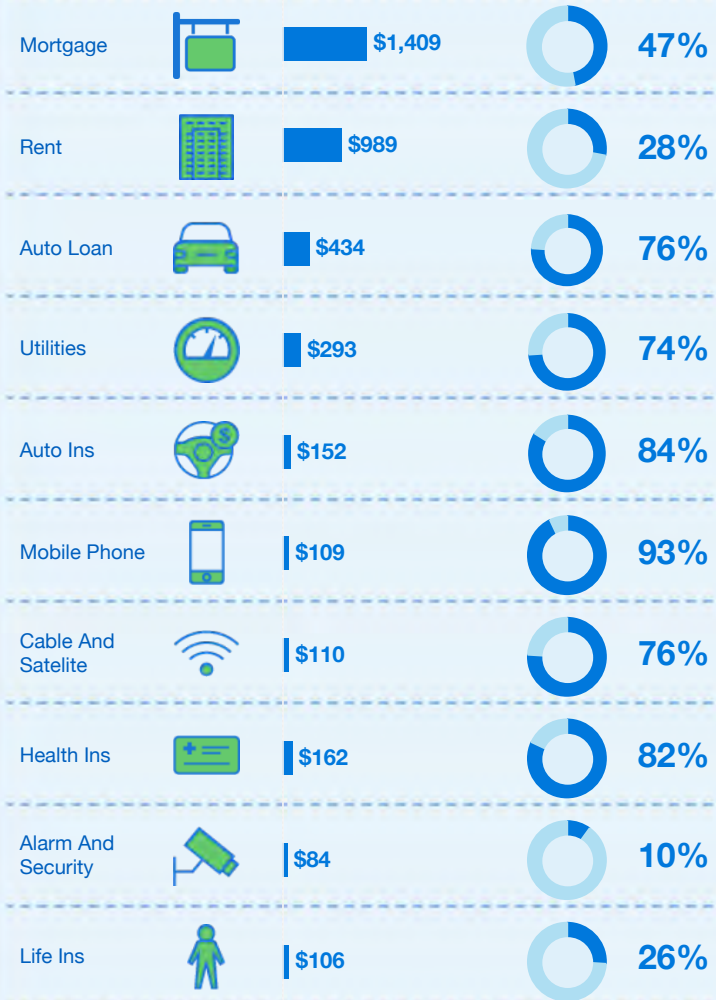 Mortgage $1,409 47%
Rent $989 28%
Auto Loan $434 76%
Utilities $293 74%
Auto Ins $ $152 84%
Mobile Phone $109 93%
Cable And
Satelite $110 76%
Health Ins $162 82%
Alarm And
Security $84 10%
Life Ins $106 26%